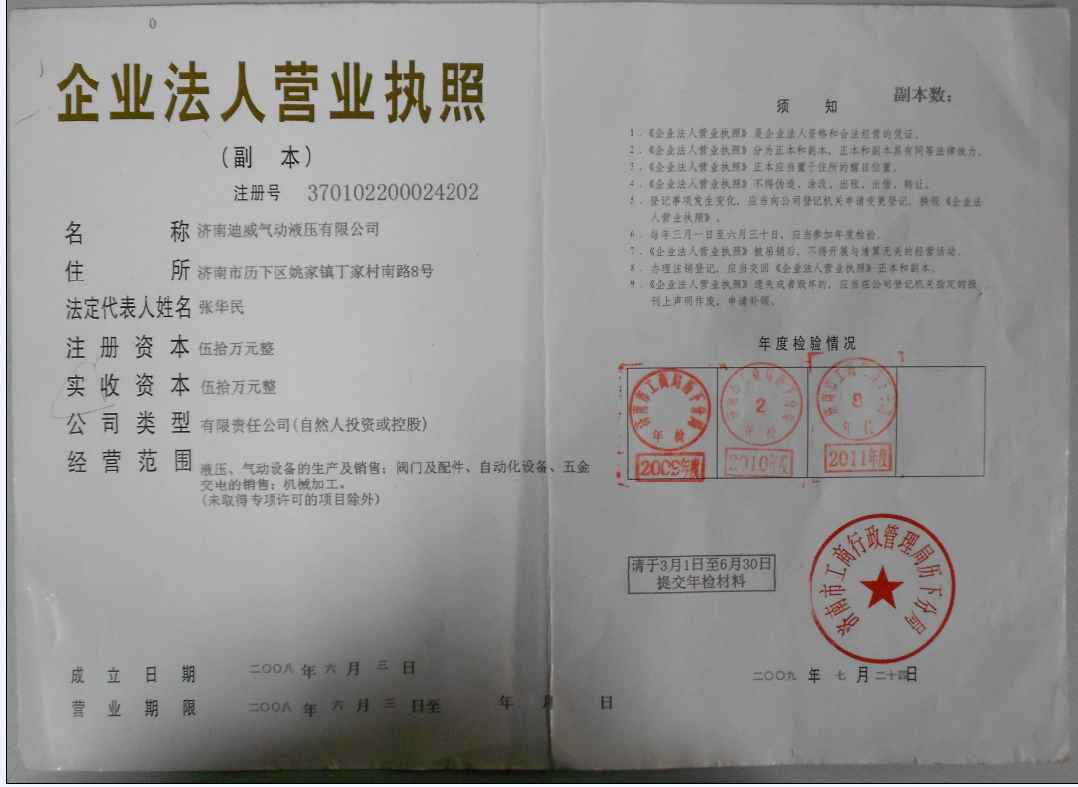 0
企业法人营业执照
(副 本)
注册号 370102200024202
名 称 济南迪威气动液压有限公司
住 所 济南市历下区姚家镇丁家村南路8号
法定代表人姓名 张华民
注册资本 伍拾万元整
实收资本 伍拾万元整
公司类型 有限责任公司(自然人投资或控股)
经营范围 液压、气动设备的生产及销售；阀门及配件、自动化设备、五金
交电的销售；机械加工。
(未取得专项许可的项目除外)
成立日期 二〇〇八年六月三日
营业期限 二〇〇八年六月三日至 年 月 日
副本数：
须 知
1．《企业法人营业执照》是企业法人资格和合法经营的凭证。
2．《企业法人营业执照》分为正本和副本，正本和副本具有同等法律效力。
3．《企业法人营业执照》正本应当置于住所的醒目位置。
4．《企业法人营业执照》不得伪造、涂改、出租、出借、转让。
5．登记事项发生变化，应当向公司登记机关申请变更登记，换领《企业法
人营业执照》。
6．每年三月一日至六月三十日，应当参加年度检验。
7．《企业法人营业执照》被吊销后，不得开展与清算无关的经营活动。
8．办理注销登记，应当交回《企业法人营业执照》正本和副本。
9．《企业法人营业执照》遗失或者毁坏的，应当在公司登记机关指定的报
刊上声明作废，申请补领。
年度检验情况
济南市工商局历下分局
年检
2009年度
2
年检
2010年度
8
年检
2011年度
请于3月1日至6月30日
提交年检材料
济南市工商行政管理局历下分局
二〇〇九年七月二十四日